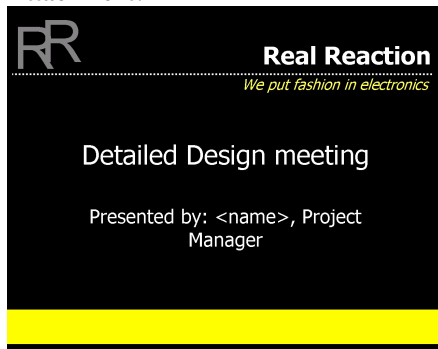 RR
Real Reaction
We put fashion in electronics
Detailed Design meeting
Presented by: <name>, Project
Manager